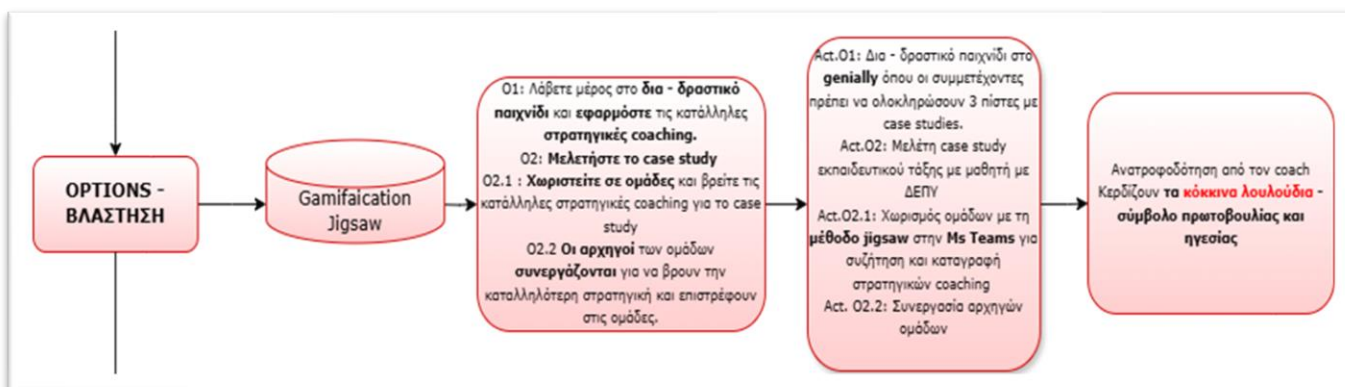 OPTIONS -
ΒΛΑΣΤΗΣΗ
Gamifaication
Jigsaw
O1: Λάβετε μέρος στο δια - δραστικό
παιχνίδι και εφαρμόστε τις κατάλληλες
στρατηγικές coaching.
O2: Μελετήστε το case study
O2.1 : Χωριστείτε σε ομάδες και βρείτε τις
κατάλληλες στρατηγικές coaching για το case
study
O2.2 Οι αρχηγοί των ομάδων
συνεργάζονται για να βρουν την
καταλληλότερη στρατηγική και επιστρέφουν
στις ομάδες.
Act.O1: Δια - δραστικό παιχνίδι στο
genially όπου οι συμμετέχοντες
πρέπει να ολοκληρώσουν 3 πίστες με
case studies.
Act.O2: Μελέτη case study
εκπαιδευτικού τάξης με μαθητή με
ΔΕΠΥ
Act.O2.1: Χωρισμός ομάδων με τη
μέθοδο jigsaw στην Ms Teams για
συζήτηση και καταγραφή
στρατηγικών coaching
Act. O2.2: Συνεργασία αρχηγών
ομάδων
Ανατροφοδότηση από τον coach
Κερδίζουν τα κόκκινα λουλούδια -
σύμβολο πρωτοβουλίας και
ηγεσίας